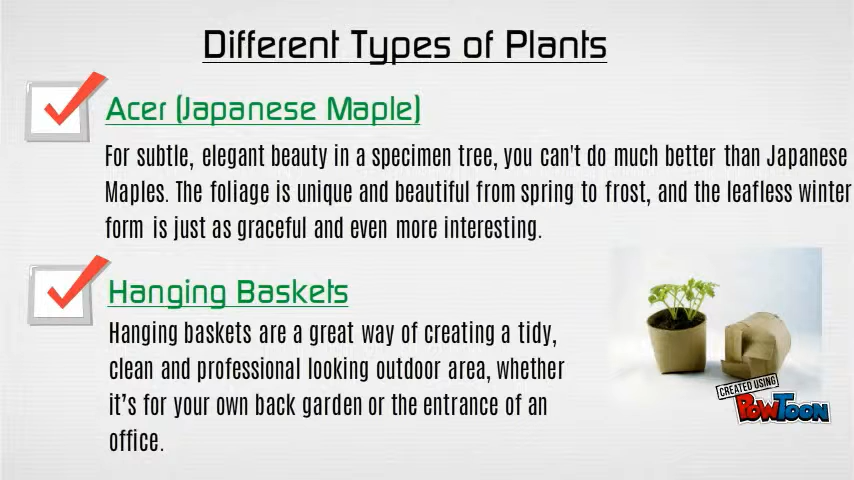 Different Types of Plants
Acer (Japanese Maple)
For subtle, elegant beauty in a specimen tree, you can't do much better than Japanese
Maples. The foliage is unique and beautiful from spring to frost, and the leafless winter
form is just as graceful and even more interesting.
Hanging Baskets
Hanging baskets are a great way of creating a tidy,
clean and professional looking outdoor area, whether
it’s for your own back garden or the entrance of an
office.
CREATED USING
POWTOON